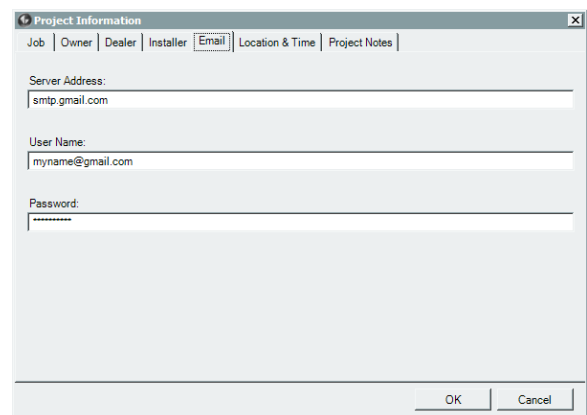 Project Information
Job Owner Dealer Installer Email Location & Time Project Notes
Server Address:
smtp.gmail.com
User Name:
myname@gmail.com
Password:
**********
OK Cancel